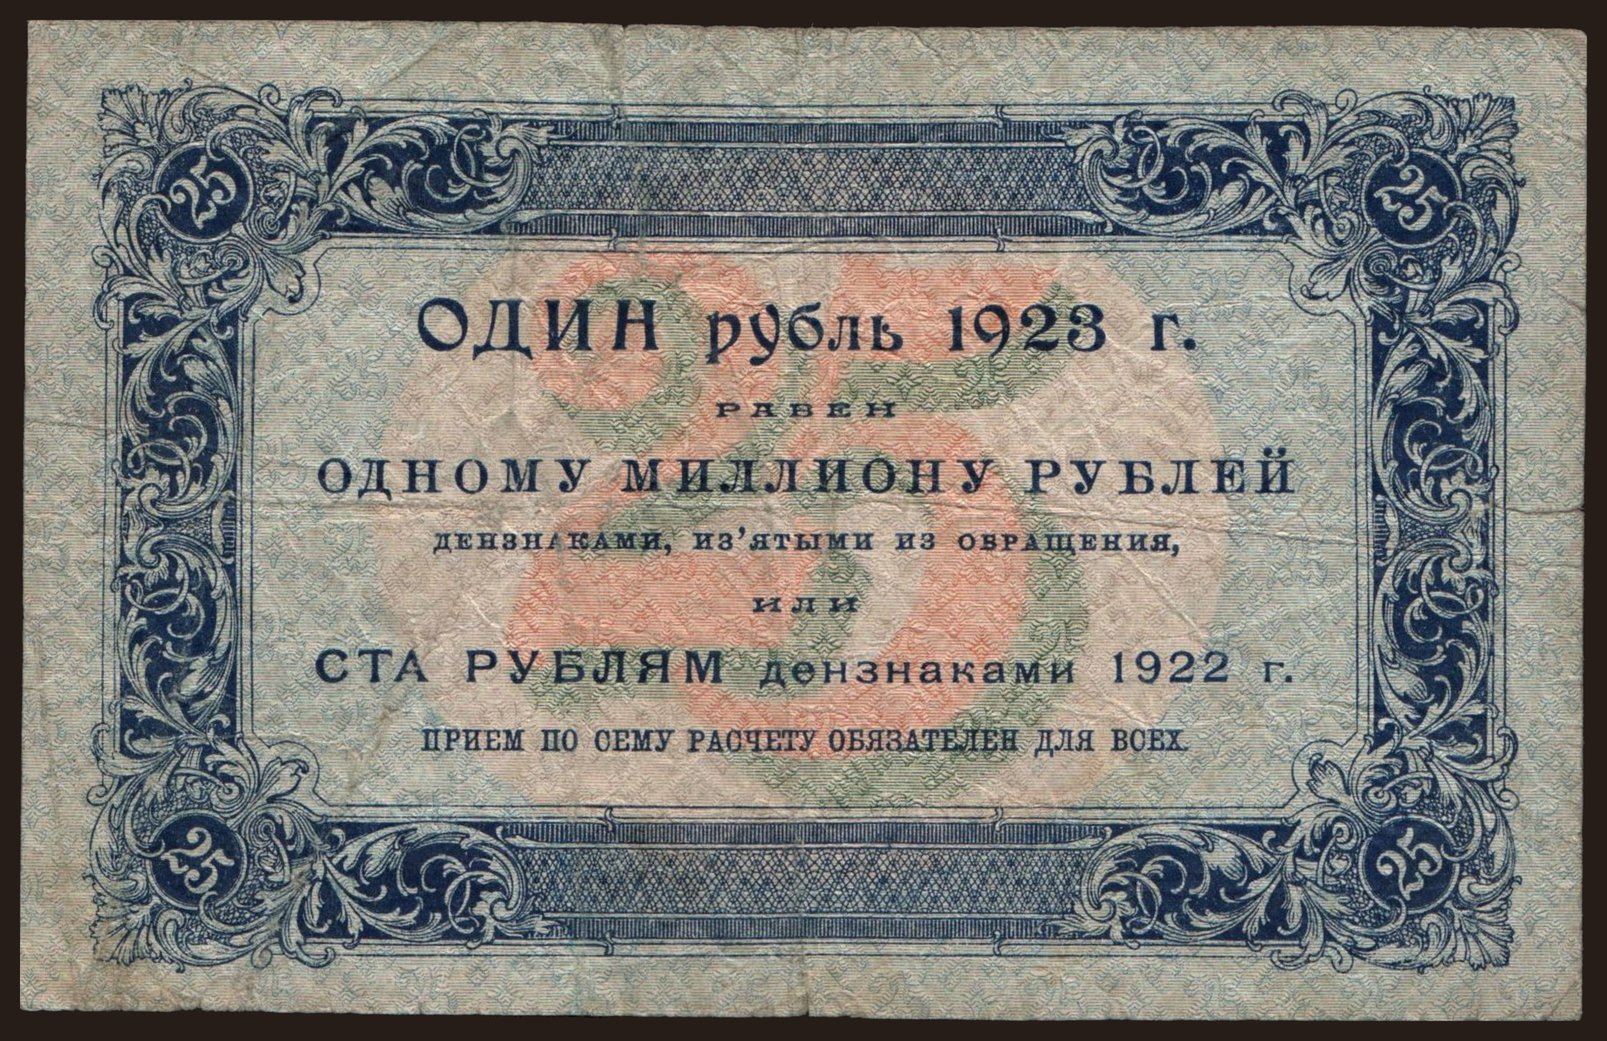 25 25
ОДИН рубль 1923 г.
РАВЕН
ОДНОМУ МИЛЛИОНУ РУБЛЕЙ
ДЕНЗНАКАМИ, ИЗ'ЯТЫМИ ИЗ ОБРАЩЕНИЯ,
ИЛИ
СТА РУБЛЯМ дензнаками 1922 г.
ПРИЕМ ПО СЕМУ РАСЧЕТУ ОБЯЗАТЕЛЕН ДЛЯ ВСЕХ.
25
25 25